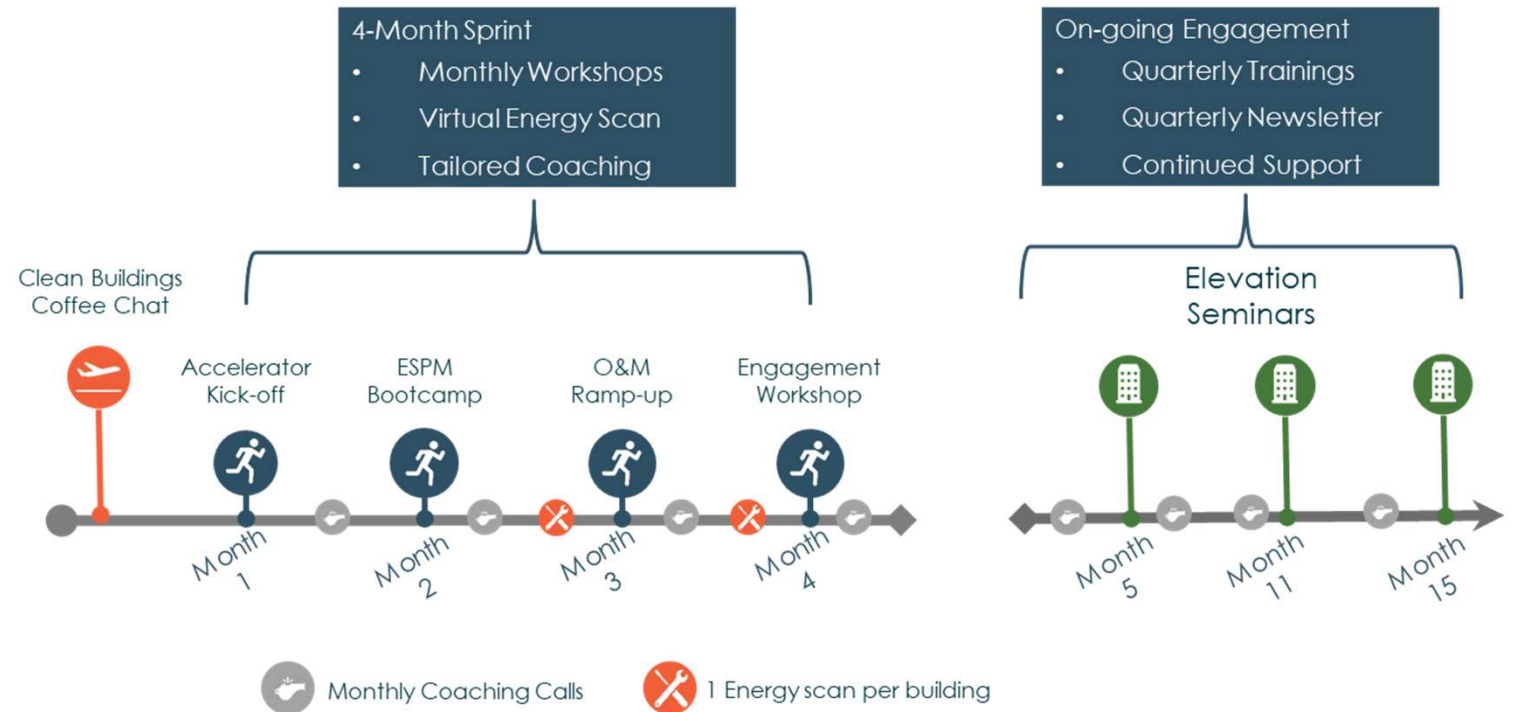 4-Month Sprint
• Monthly Workshops
• Virtual Energy Scan
• Tailored Coaching
On-going Engagement
• Quarterly Trainings
• Quarterly Newsletter
• Continued Support
Clean Buildings
Coffee Chat
Accelerator
Kick-off
ESPM
Bootcamp
O&M
Ramp-up
Engagement
Workshop
Elevation
Seminars
Month
1
Month
2
Month
3
Month
4
Month
5
Month
11
Month
15
Monthly Coaching Calls
1 Energy scan per building